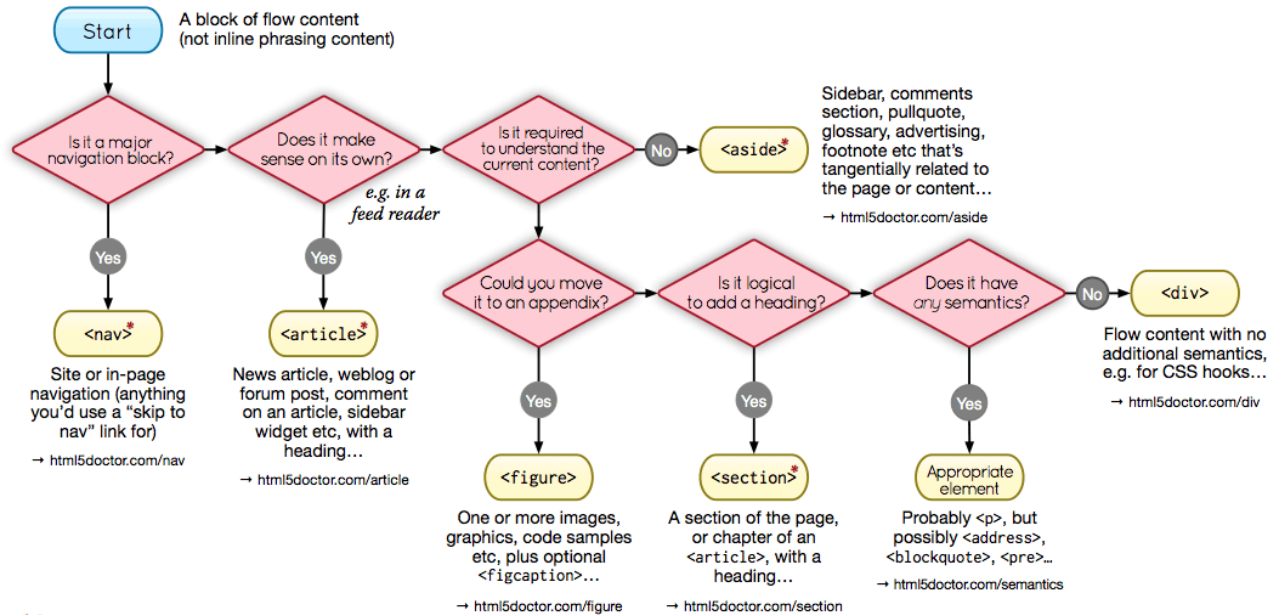 Start
A block of flow content
(not inline phrasing content)
Is it a major
navigation block?
Does it make
sense on its own?
e.g. in a
feed reader
Is it required
to understand the
current content?
No
<aside>*
Sidebar, comments
section, pullquote,
glossary, advertising,
footnote etc that's
tangentially related to
the page or content…
→ html5doctor.com/aside
Yes
<nav>*
Site or in-page
navigation (anything
you'd use a “skip to
nav” link for)
→ html5doctor.com/nav
Yes
<article>*
News article, weblog or
forum post, comment
on an article, sidebar
widget etc, with a
heading…
→ html5doctor.com/article
Could you move
it to an appendix?
Is it logical
to add a heading?
Does it have
any semantics?
No
<div>
Flow content with no
additional semantics,
e.g. for CSS hooks…
→ html5doctor.com/div
Yes
<figure>
One or more images,
graphics, code samples
etc, plus optional
<figcaption>…
→ html5doctor.com/figure
Yes
<section>*
A section of the page,
or chapter of an
<article>, with a
heading…
→ html5doctor.com/section
Yes
Appropriate
element
Probably <p>, but
possibly <address>,
<blockquote>, <pre>…
→ html5doctor.com/semantics